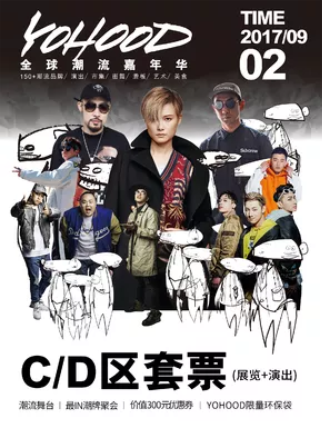 YOHOOD
TIME
2017/09
02
全球潮流嘉年华
150+潮流品牌/ 演出/ 市集/ 街舞/ 滑板/ 艺术/ 美食
C/D区套票 (展览+演出)
潮流舞台 | 最IN潮牌聚会 | 价值300元优惠券 | YOHOOD限量环保袋